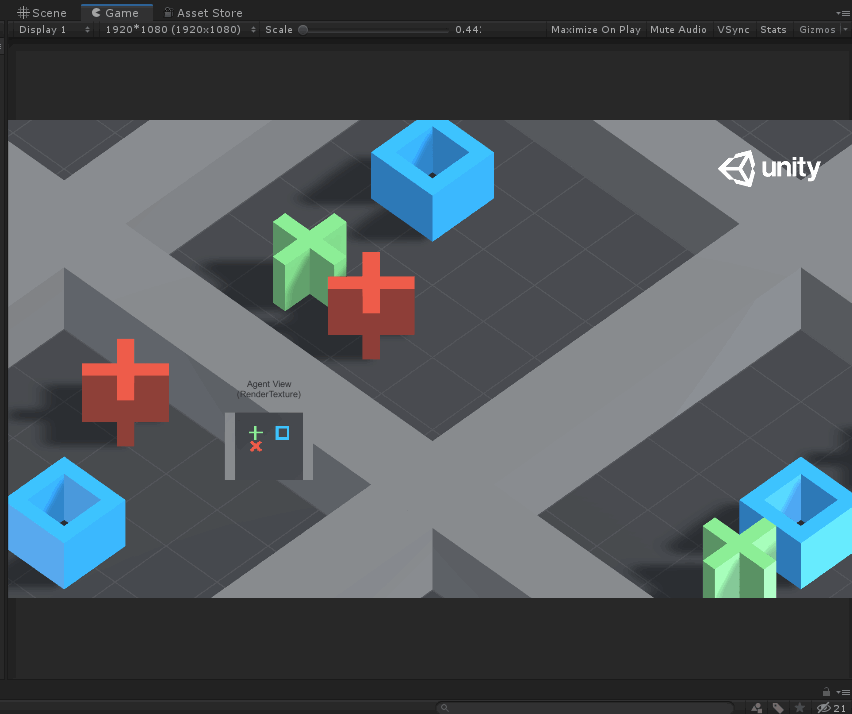 Scene Game Asset Store
Display 1 1920*1080 (1920x1080) Scale 0.44: Maximize On Play Mute Audio VSync Stats Gizmos
unity
Agent View
(RenderTexture)
21